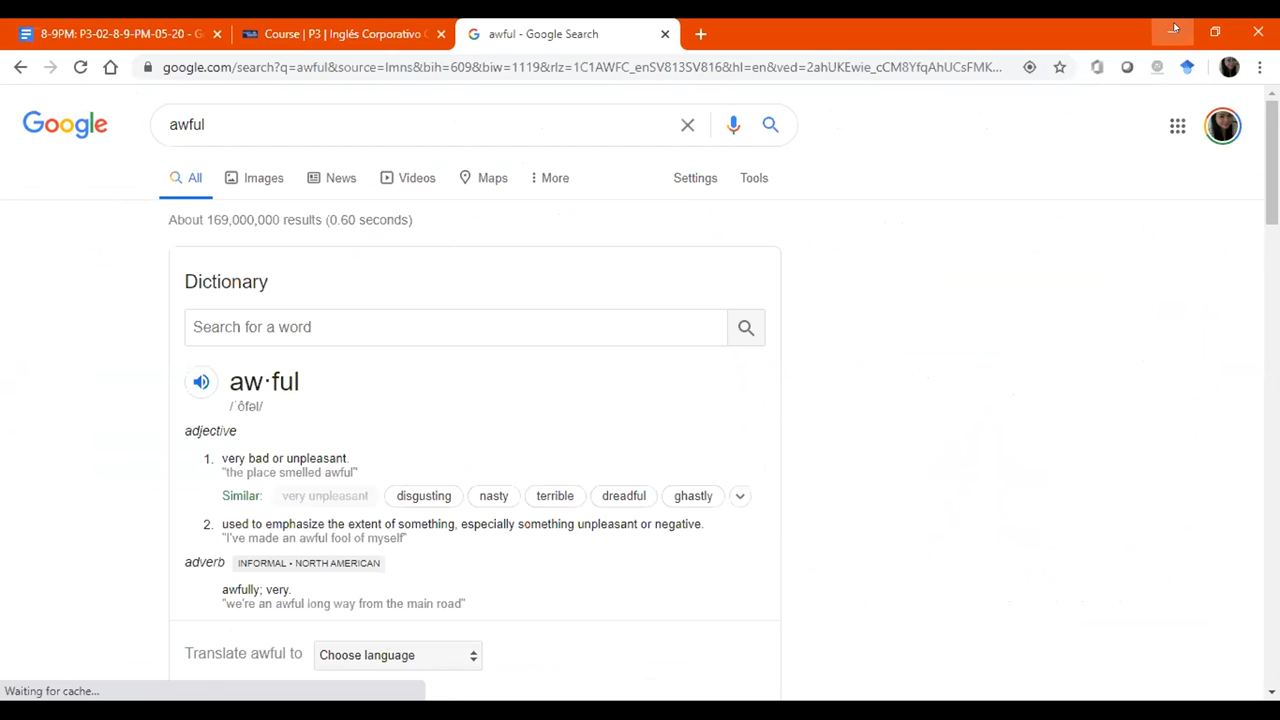 8-9PM: P3-02-8-9-PM-05-20 - G
Course | P3 | Inglés Corporativo
awful - Google Search
google.com/search?q=awful&source=lmns&bih=609&biw=1119&rlz=1C1AWFC_enSV813SV816&hl=en&ved=2ahUKEwie_cCM8YfqAhUCsFMK...
Google
awful
All Images News Videos Maps More Settings Tools
About 169,000,000 results (0.60 seconds)
Dictionary
Search for a word
aw·ful
/ˈôfəl/
adjective
1. very bad or unpleasant.
"the place smelled awful"
Similar: very unpleasant disgusting nasty terrible dreadful ghastly
2. used to emphasize the extent of something, especially something unpleasant or negative.
"I've made an awful fool of myself"
adverb INFORMAL • NORTH AMERICAN
awfully; very.
"we're an awful long way from the main road"
Translate awful to Choose language
Waiting for cache...